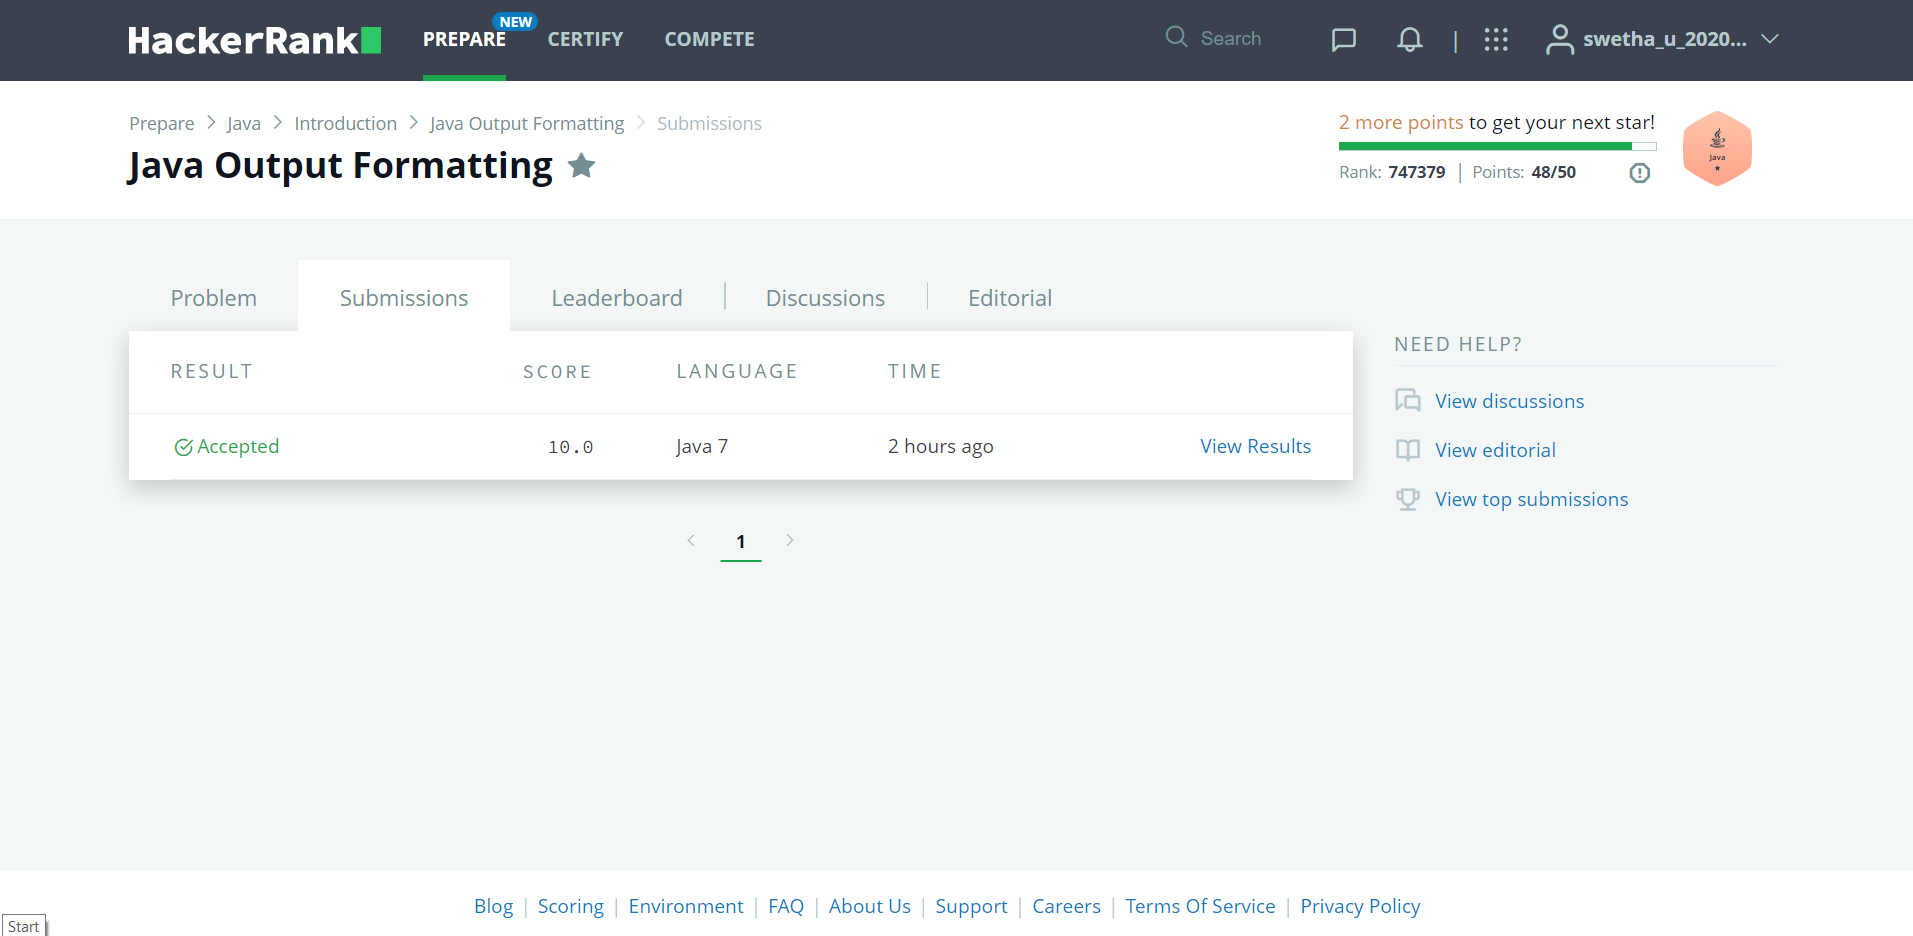 HackerRank PREPARE NEW CERTIFY COMPETE Search | swetha_u_2020...
Prepare > Java > Introduction > Java Output Formatting > Submissions
Java Output Formatting
2 more points to get your next star!
Rank: 747379 | Points: 48/50
Java
Problem Submissions Leaderboard Discussions Editorial
RESULT SCORE LANGUAGE TIME
Accepted 10.0 Java 7 2 hours ago View Results
1
NEED HELP?
View discussions
View editorial
View top submissions
Blog | Scoring | Environment | FAQ | About Us | Support | Careers | Terms Of Service | Privacy Policy
Start